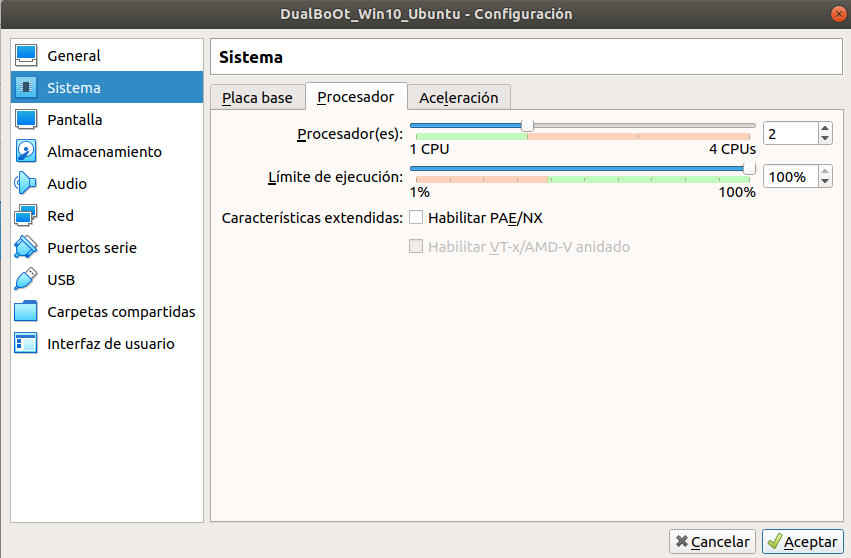 DualBoOt_Win10_Ubuntu - Configuración
General
Sistema
Pantalla
Almacenamiento
Audio
Red
Puertos serie
USB
Carpetas compartidas
Interfaz de usuario
Sistema
Placa base Procesador Aceleración
Procesador(es): 2
1 CPU 4 CPUs
Límite de ejecución: 100%
1% 100%
Características extendidas: Habilitar PAE/NX
Habilitar VT-x/AMD-V anidado
Cancelar Aceptar